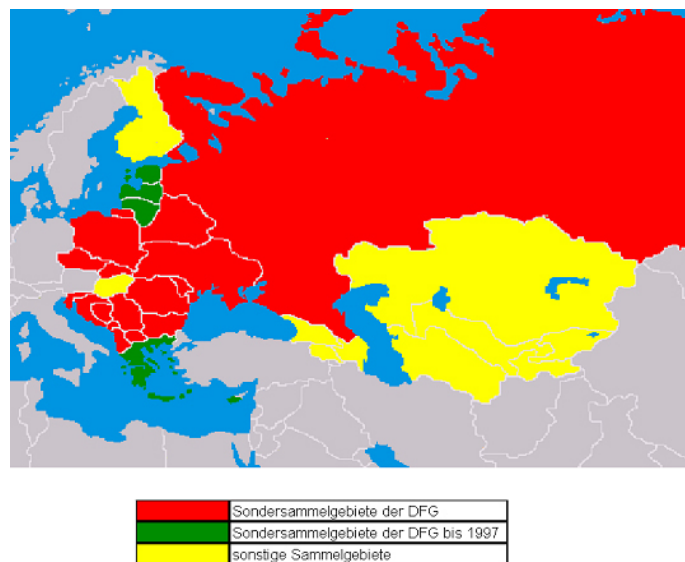 Sondersammelgebiete der DFG
Sondersammelgebiete der DFG bis 1997
sonstige Sammelgebiete